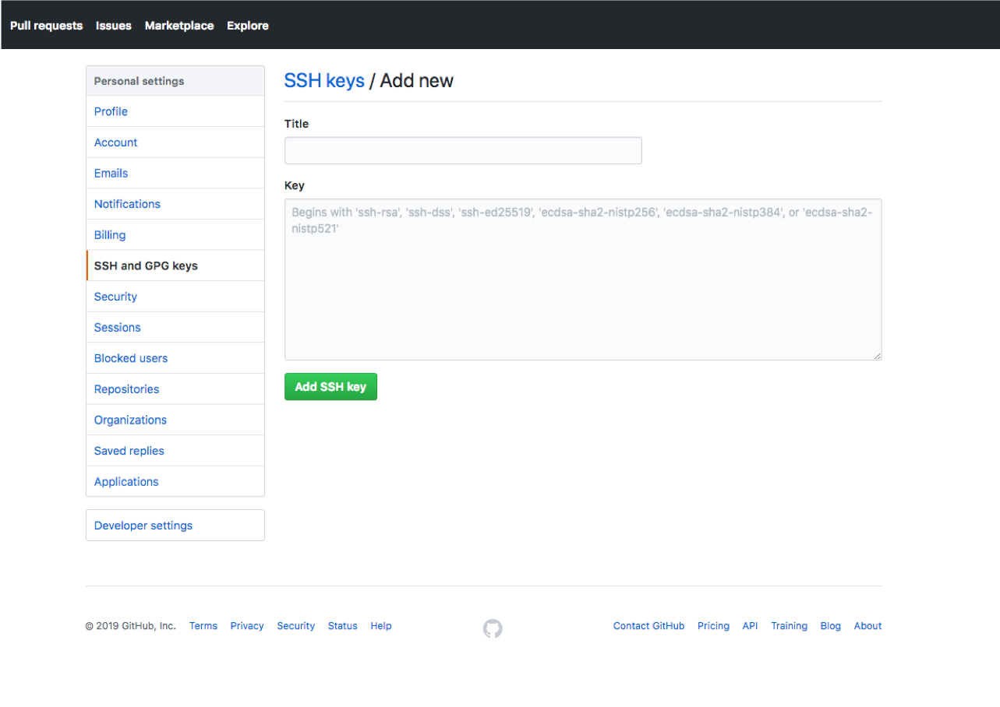 Pull requests Issues Marketplace Explore
Personal settings
Profile
Account
Emails
Notifications
Billing
SSH and GPG keys
Security
Sessions
Blocked users
Repositories
Organizations
Saved replies
Applications
Developer settings
SSH keys / Add new
Title
Key
Begins with 'ssh-rsa', 'ssh-dss', 'ssh-ed25519', 'ecdsa-sha2-nistp256', 'ecdsa-sha2-nistp384', or 'ecdsa-sha2-
nistp521'
Add SSH key
© 2019 GitHub, Inc. Terms Privacy Security Status Help Contact GitHub Pricing API Training Blog About